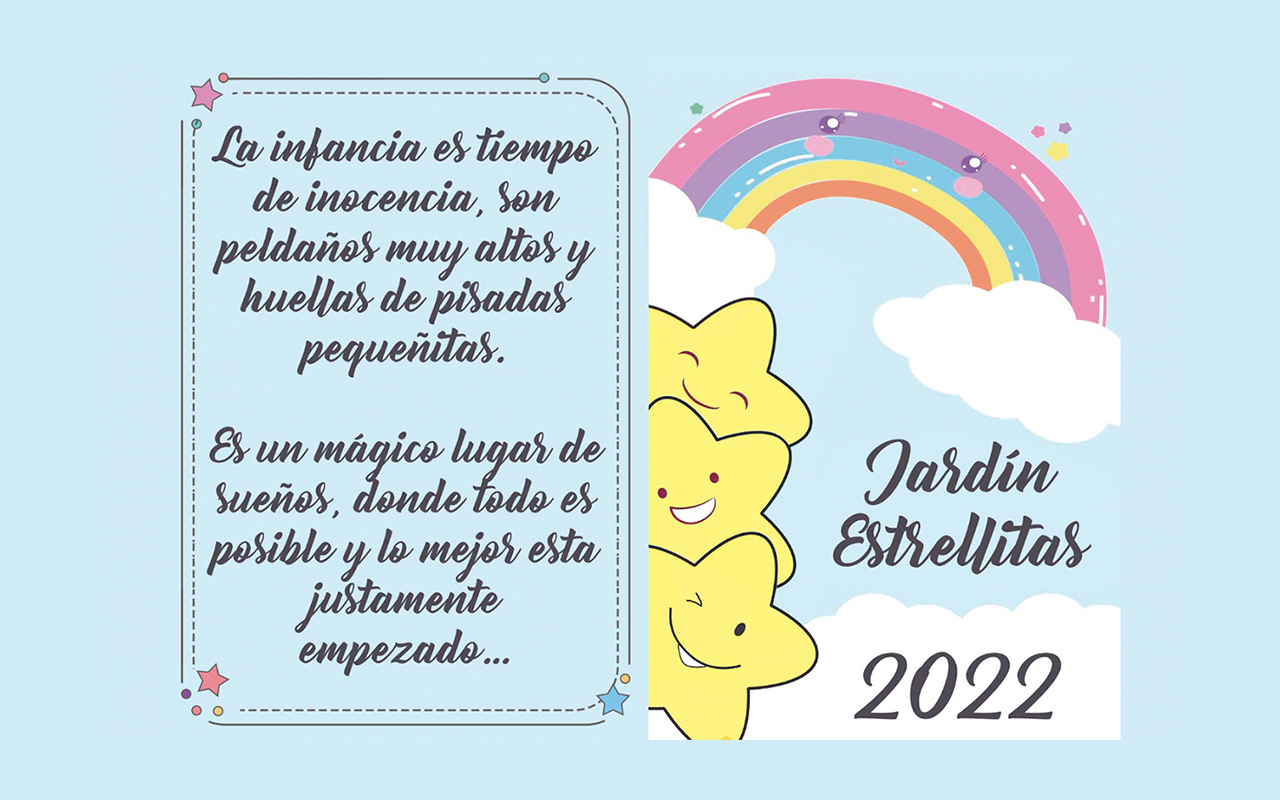 La infancia es tiempo
de inocencia, son
peldaños muy altos y
huellas de pisadas
pequeñitas.
Es un mágico lugar de
sueños, donde todo es
posible y lo mejor esta
justamente
empezado...
Jardín
Estrellitas
2022